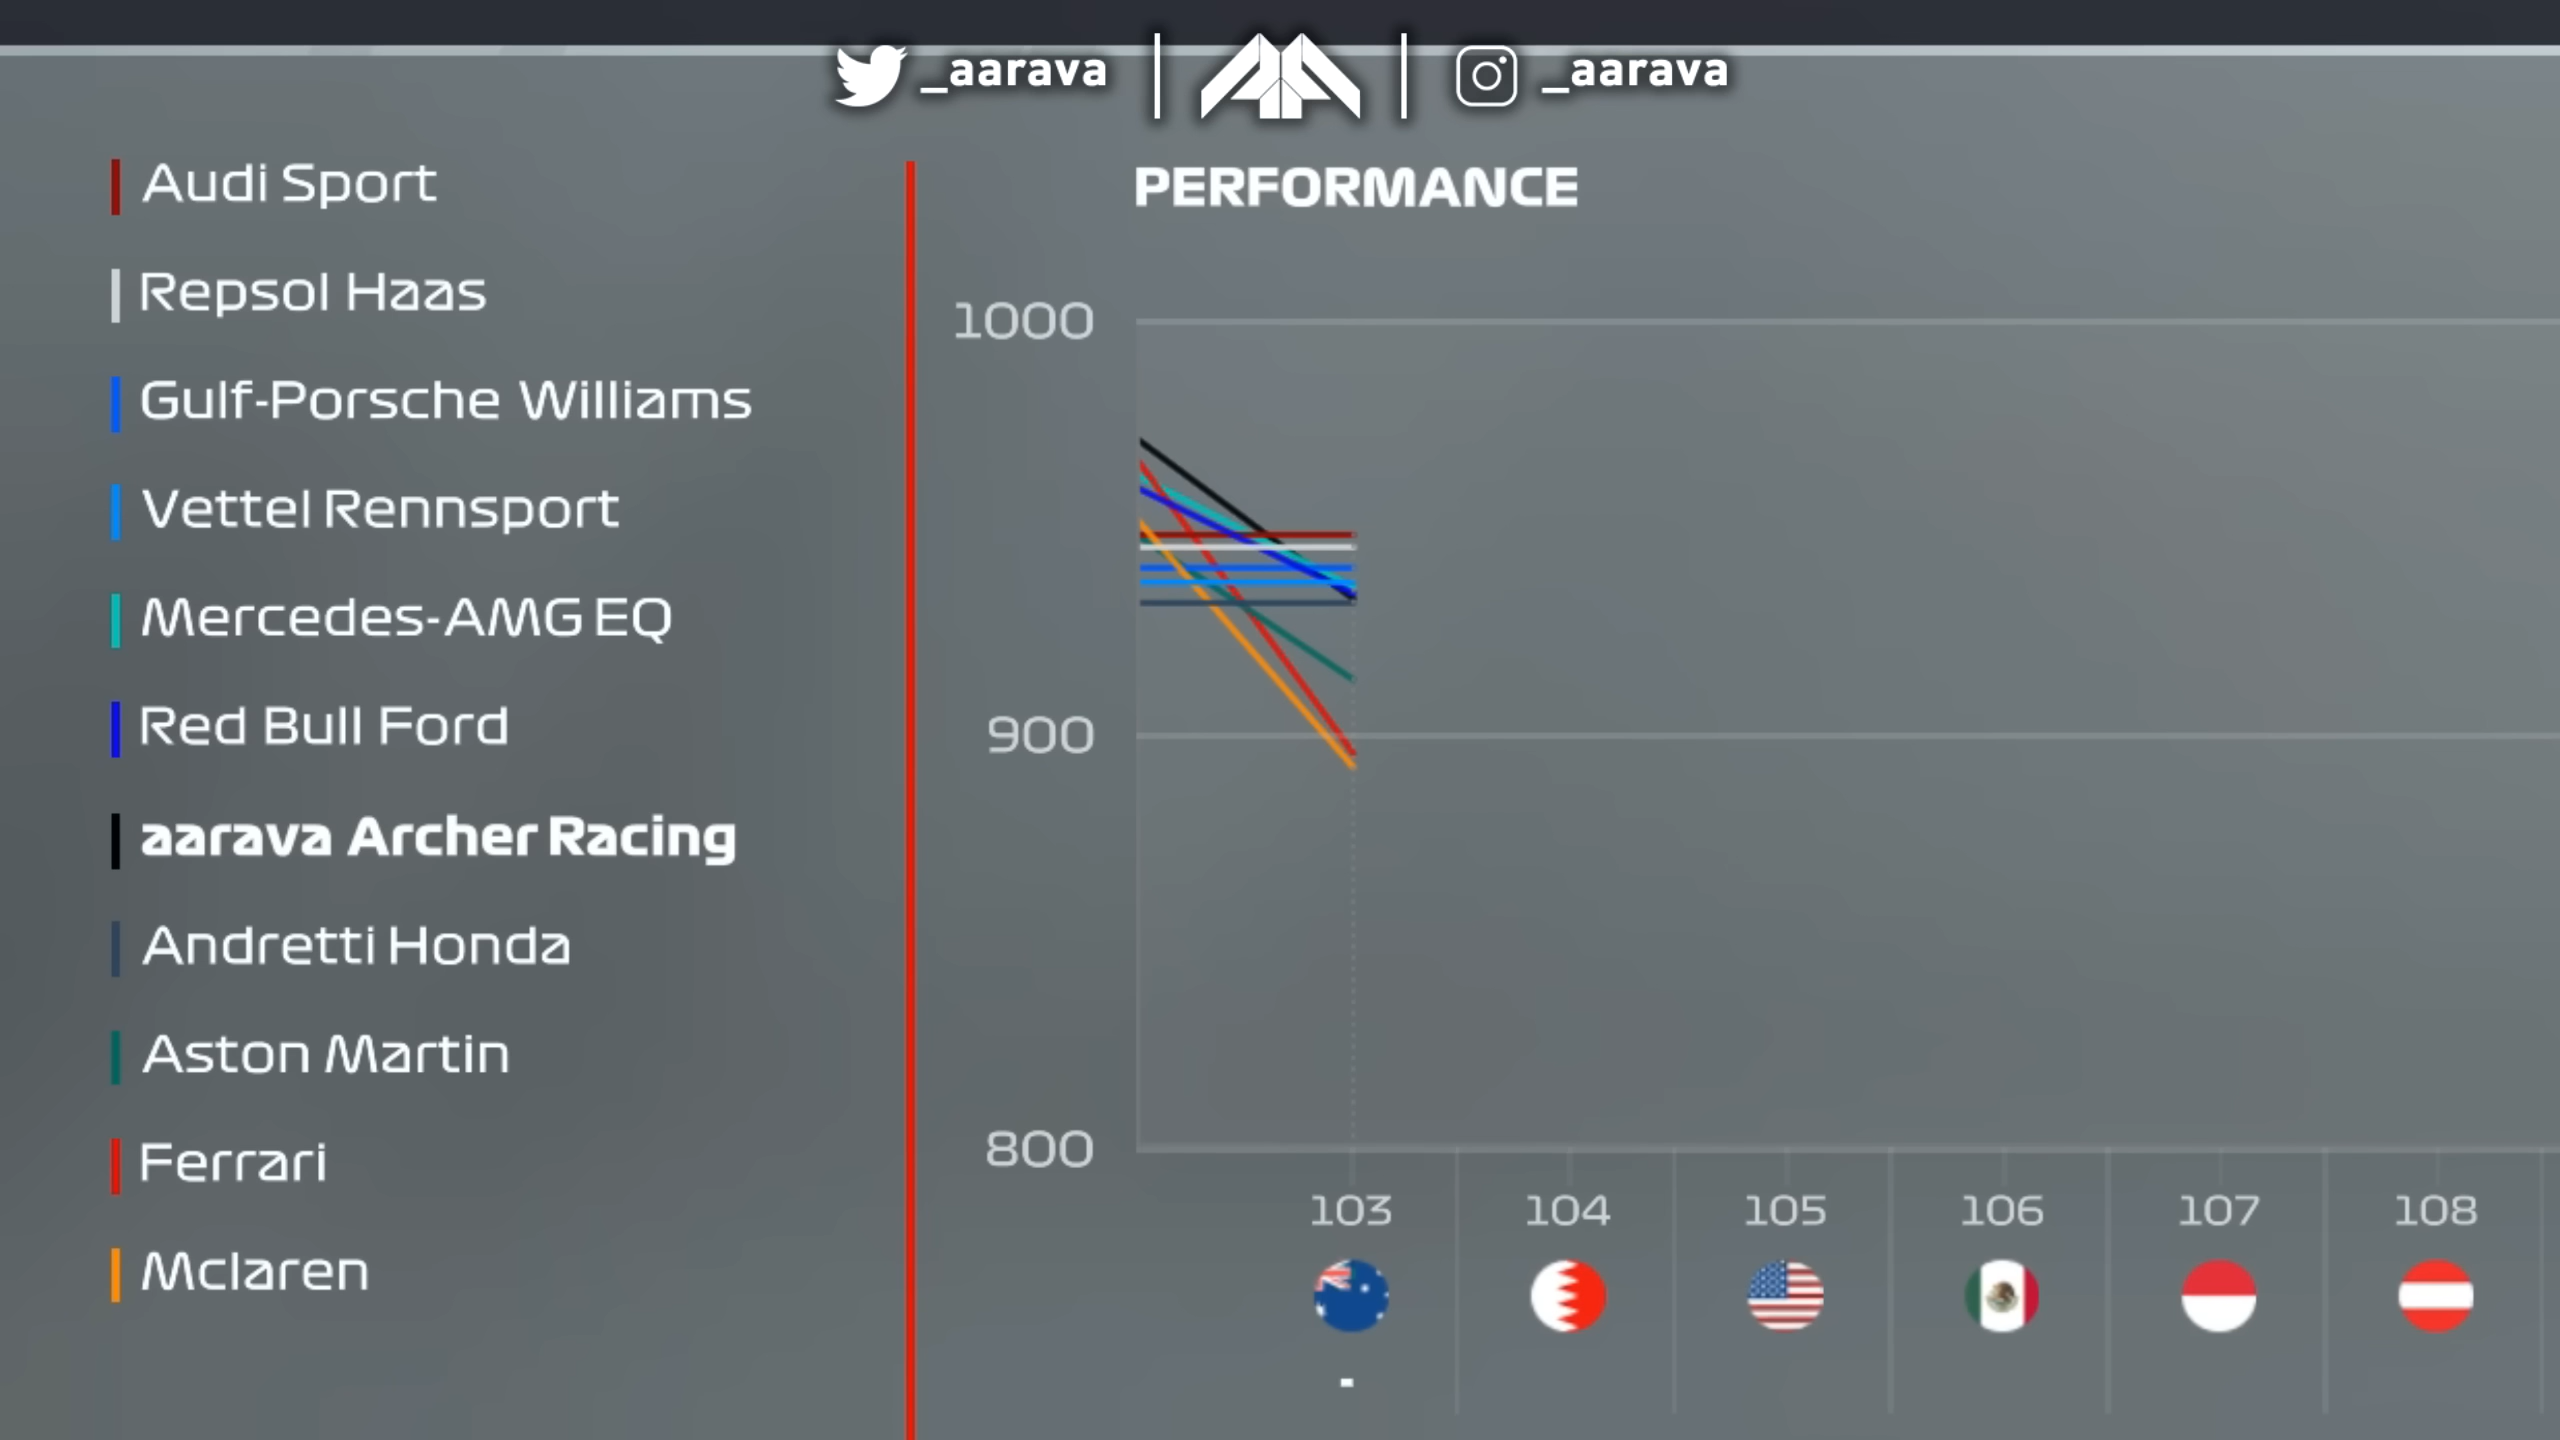 _aarava | _aarava
Audi Sport
Repsol Haas
Gulf-Porsche Williams
Vettel Rennsport
Mercedes-AMG EQ
Red Bull Ford
aarava Archer Racing
Andretti Honda
Aston Martin
Ferrari
Mclaren
PERFORMANCE
1000
900
800
103 104 105 106 107 108
-